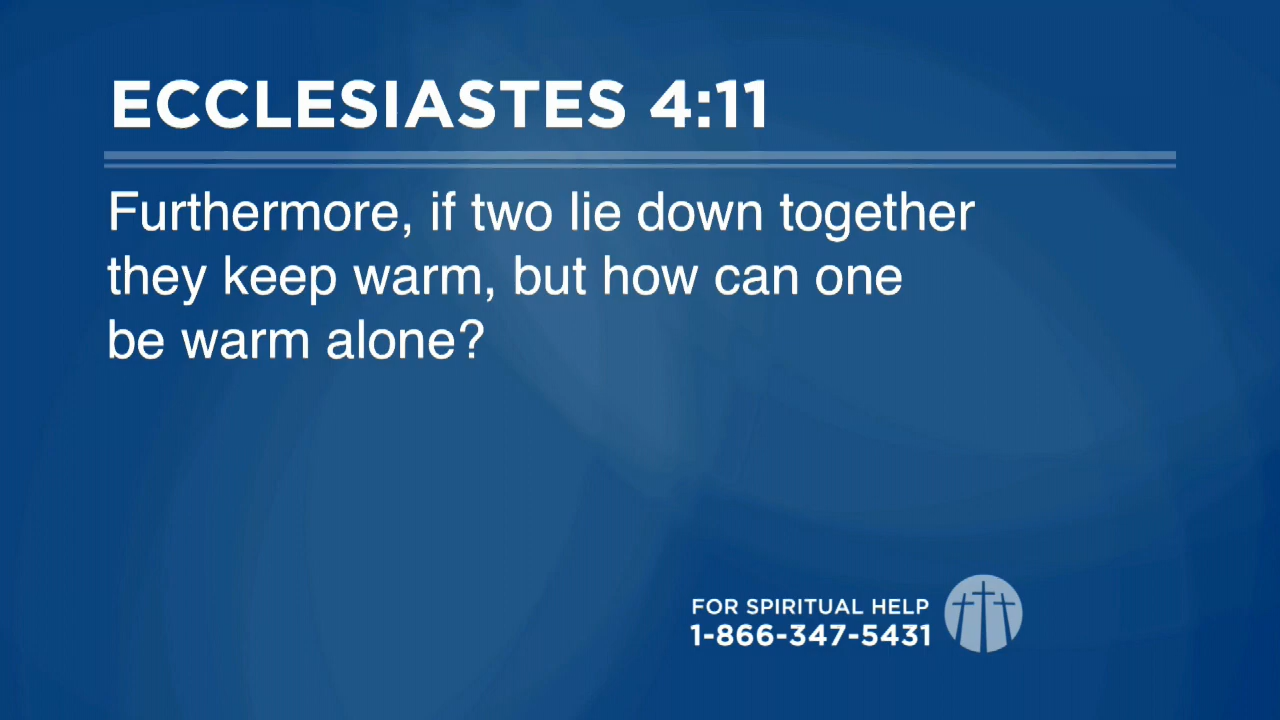 ECCLESIASTES 4:11
Furthermore, if two lie down together
they keep warm, but how can one
be warm alone?
FOR SPIRITUAL HELP
1-866-347-5431